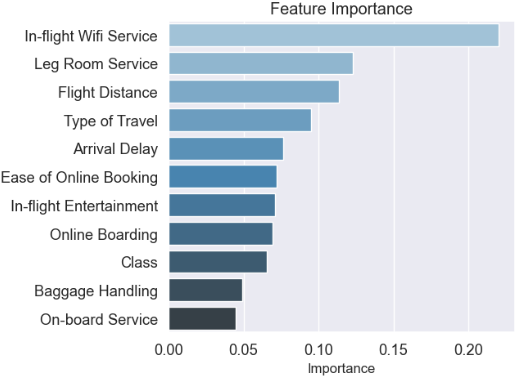 Feature Importance
In-flight Wifi Service
Leg Room Service
Flight Distance
Type of Travel
Arrival Delay
Ease of Online Booking
In-flight Entertainment
Online Boarding
Class
Baggage Handling
On-board Service
0.00 0.05 0.10 0.15 0.20
Importance